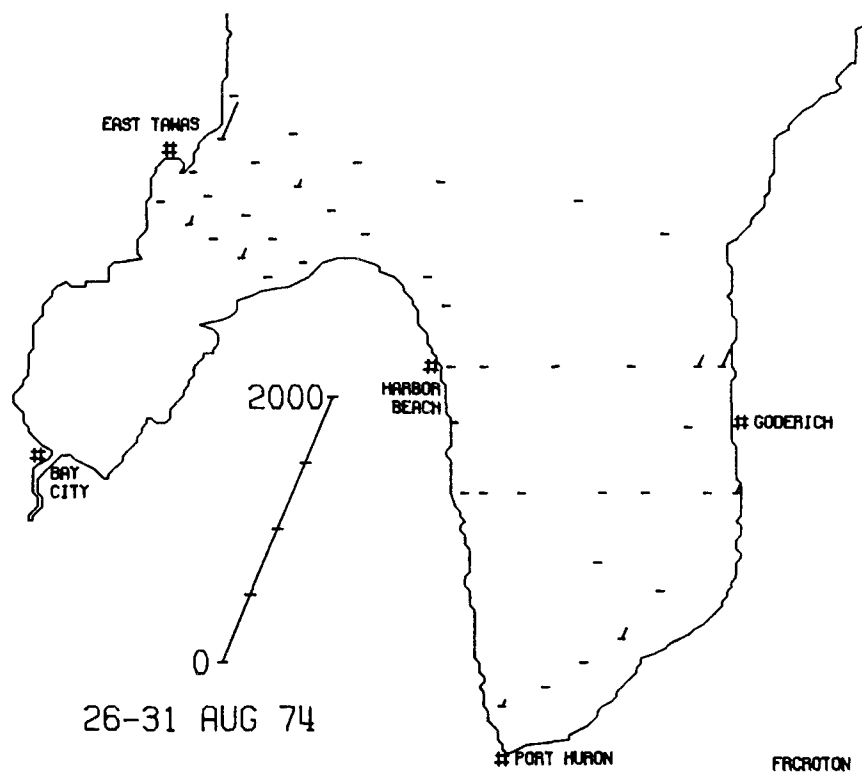 EAST TAWAS
#
2000
#
HARBOR
BEACH
# GODERICH
#
BAY
CITY
0
26-31 AUG 74
# PORT HURON
FRCROTON